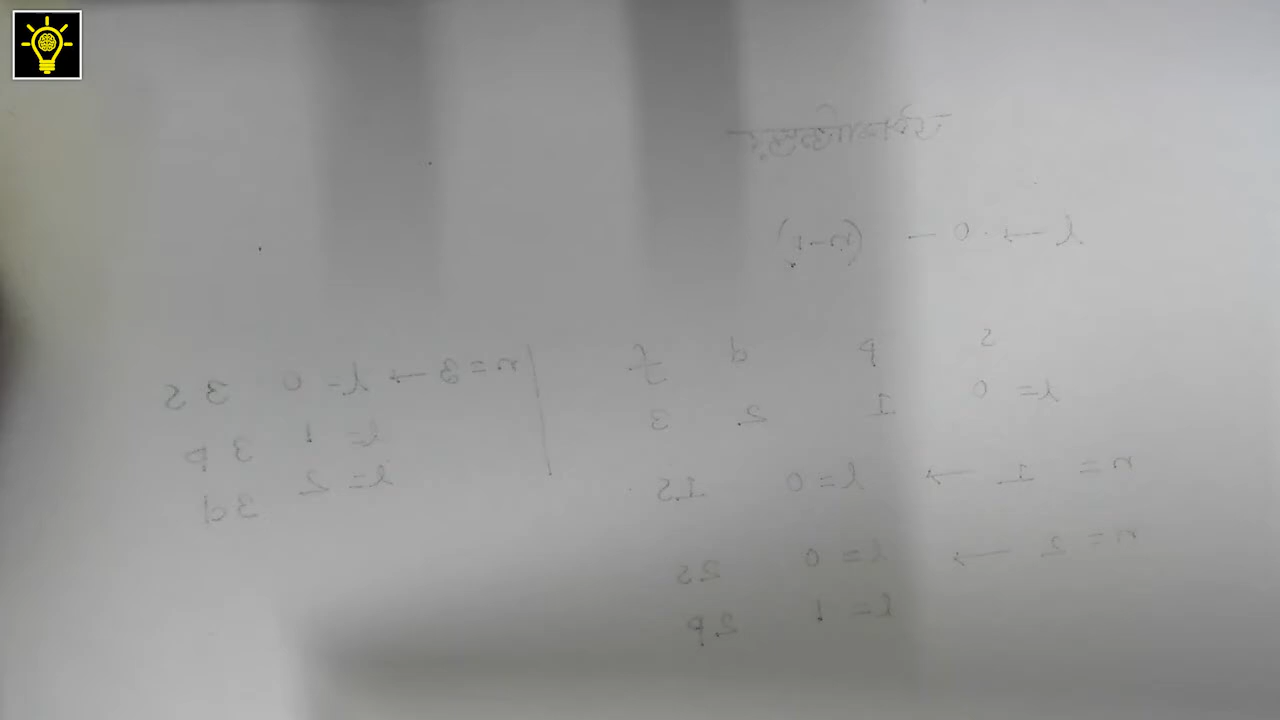 l → 0 – (n-1)
s p d f
l = 0 1 2 3
n = 1 → l = 0 1s
n = 2 → l = 0 2s
l = 1 2p
n = 3 → l = 0 3s
l = 1 3p
l = 2 3d